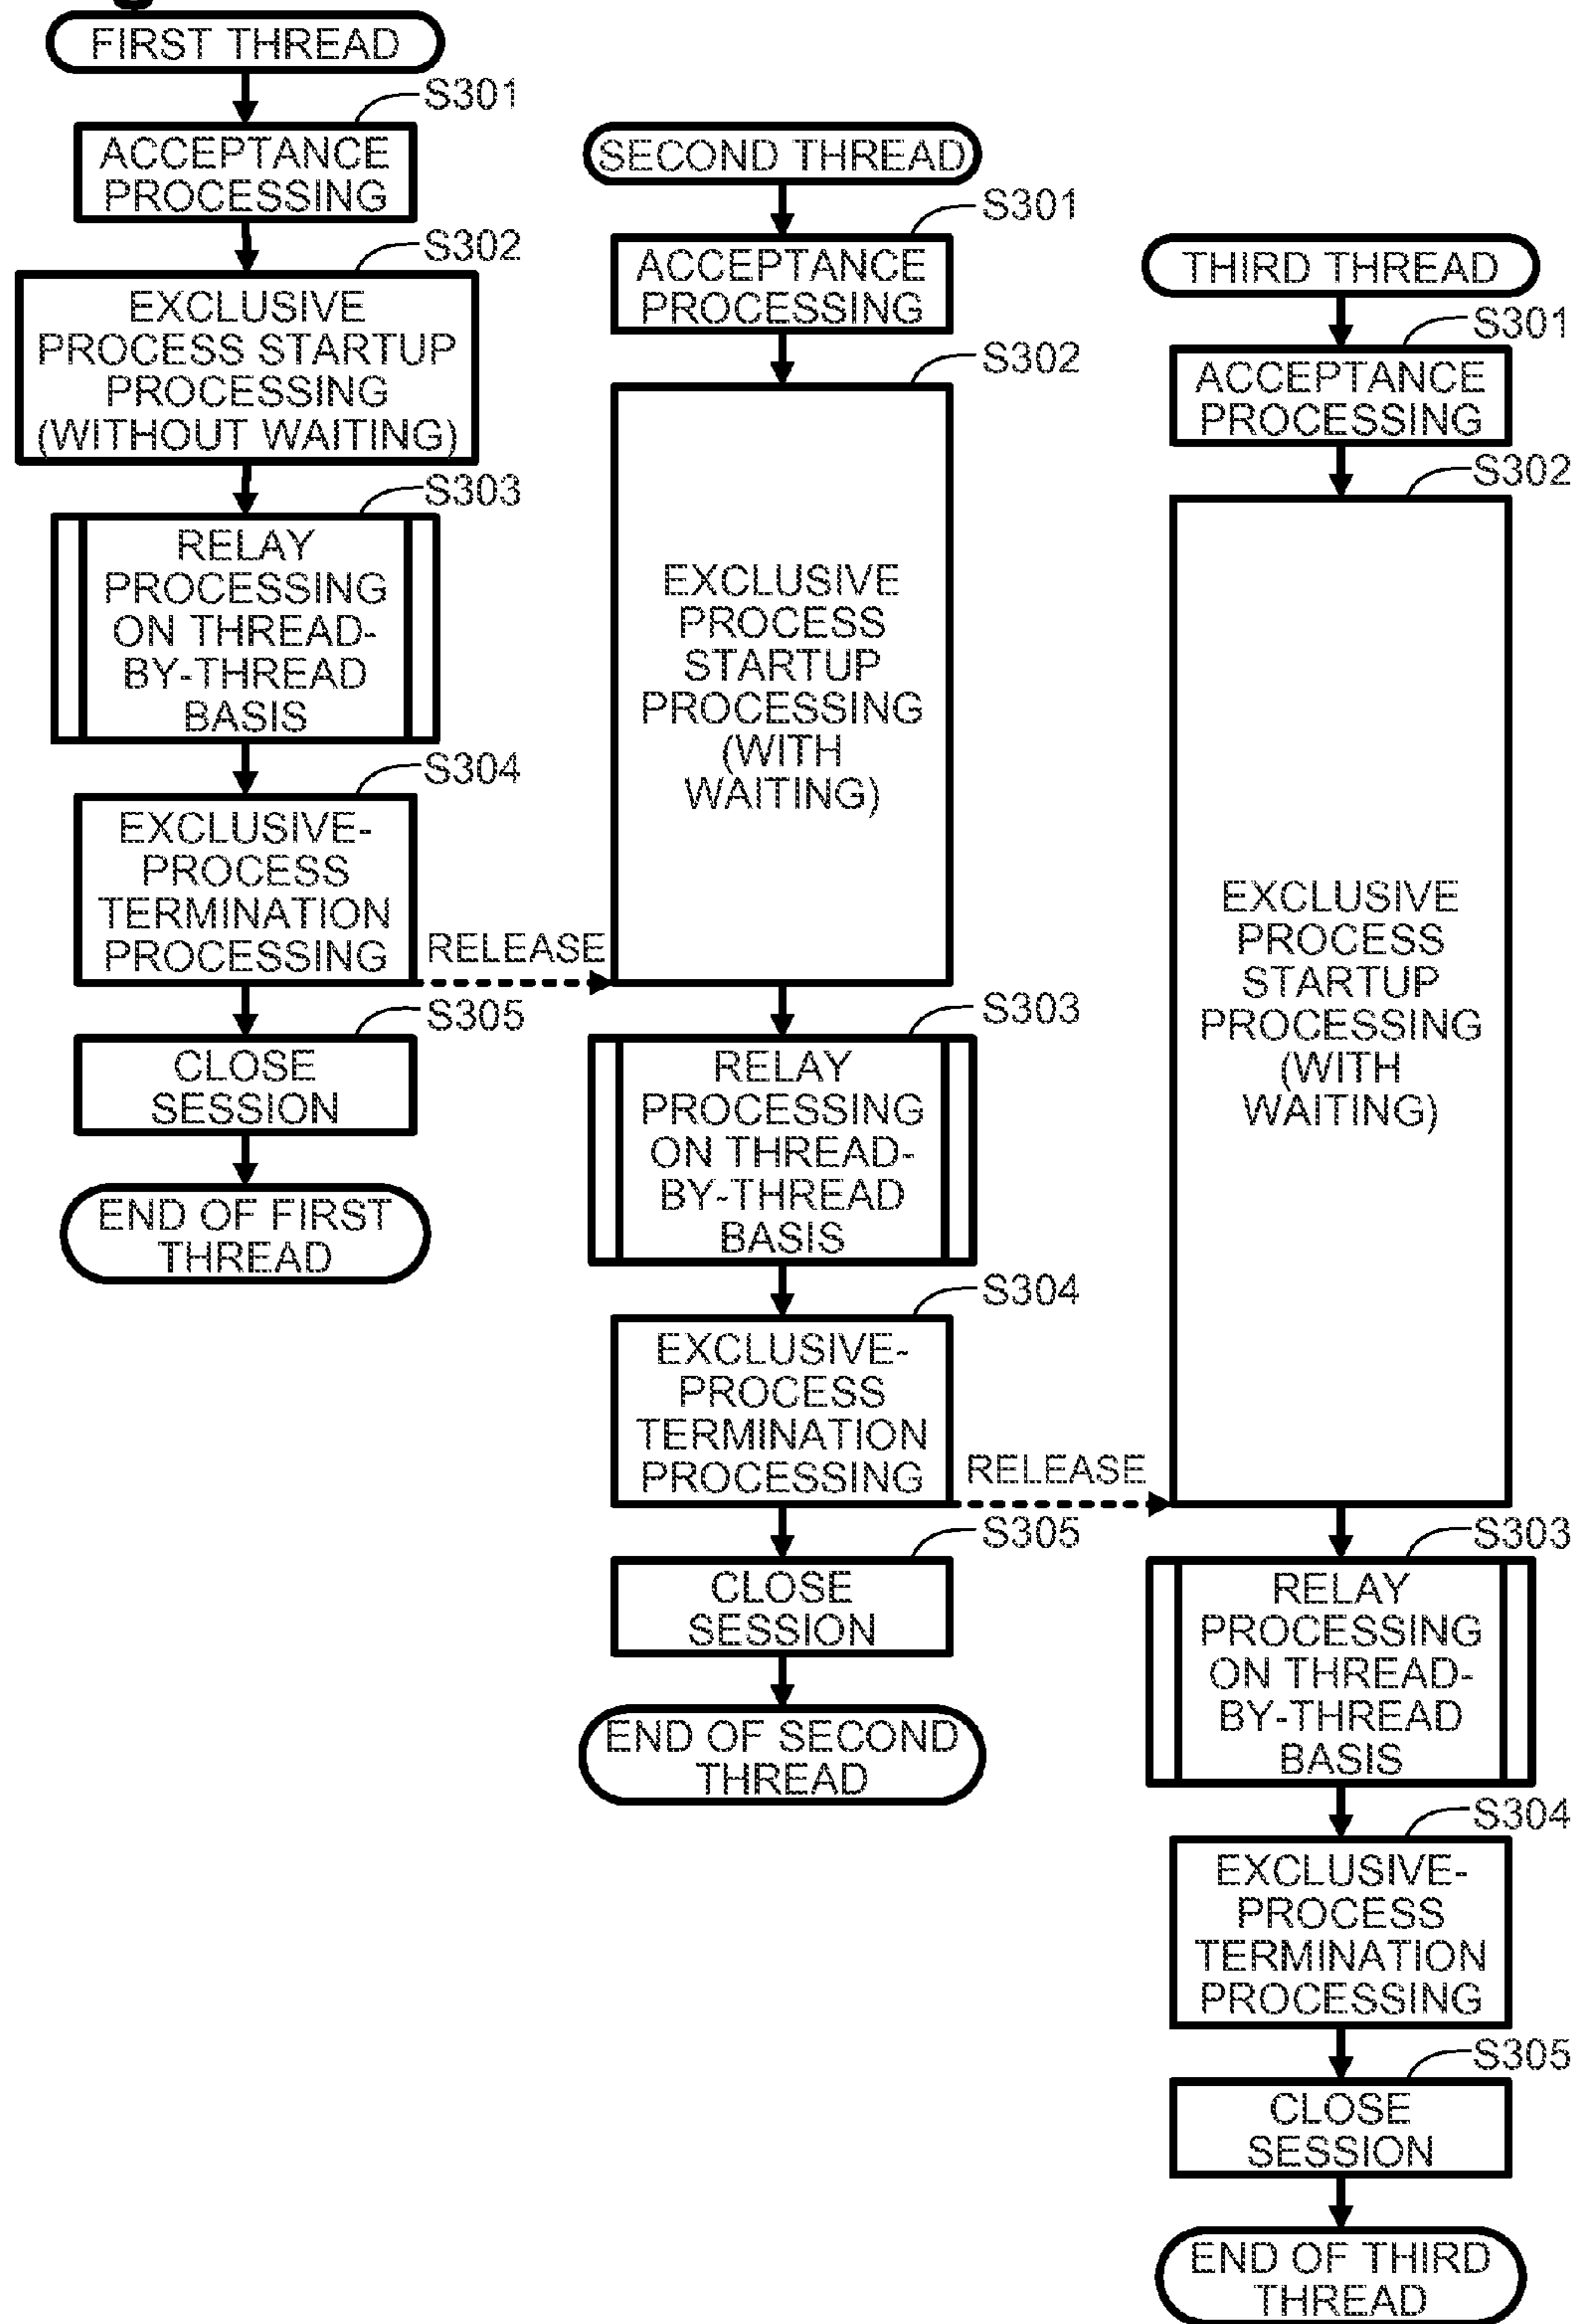 FIRST THREAD
S301
ACCEPTANCE
PROCESSING
S302
EXCLUSIVE
PROCESS STARTUP
PROCESSING
(WITHOUT WAITING)
S303
RELAY
PROCESSING
ON THREAD-
BY-THREAD
BASIS
S304
EXCLUSIVE-
PROCESS
TERMINATION
PROCESSING
RELEASE
S305
CLOSE
SESSION
END OF FIRST
THREAD
SECOND THREAD
S301
ACCEPTANCE
PROCESSING
S302
EXCLUSIVE
PROCESS
STARTUP
PROCESSING
(WITH
WAITING)
S303
RELAY
PROCESSING
ON THREAD-
BY-THREAD
BASIS
S304
EXCLUSIVE-
PROCESS
TERMINATION
PROCESSING
RELEASE
S305
CLOSE
SESSION
END OF SECOND
THREAD
THIRD THREAD
S301
ACCEPTANCE
PROCESSING
S302
EXCLUSIVE
PROCESS
STARTUP
PROCESSING
(WITH
WAITING)
S303
RELAY
PROCESSING
ON THREAD-
BY-THREAD
BASIS
S304
EXCLUSIVE-
PROCESS
TERMINATION
PROCESSING
S305
CLOSE
SESSION
END OF THIRD
THREAD